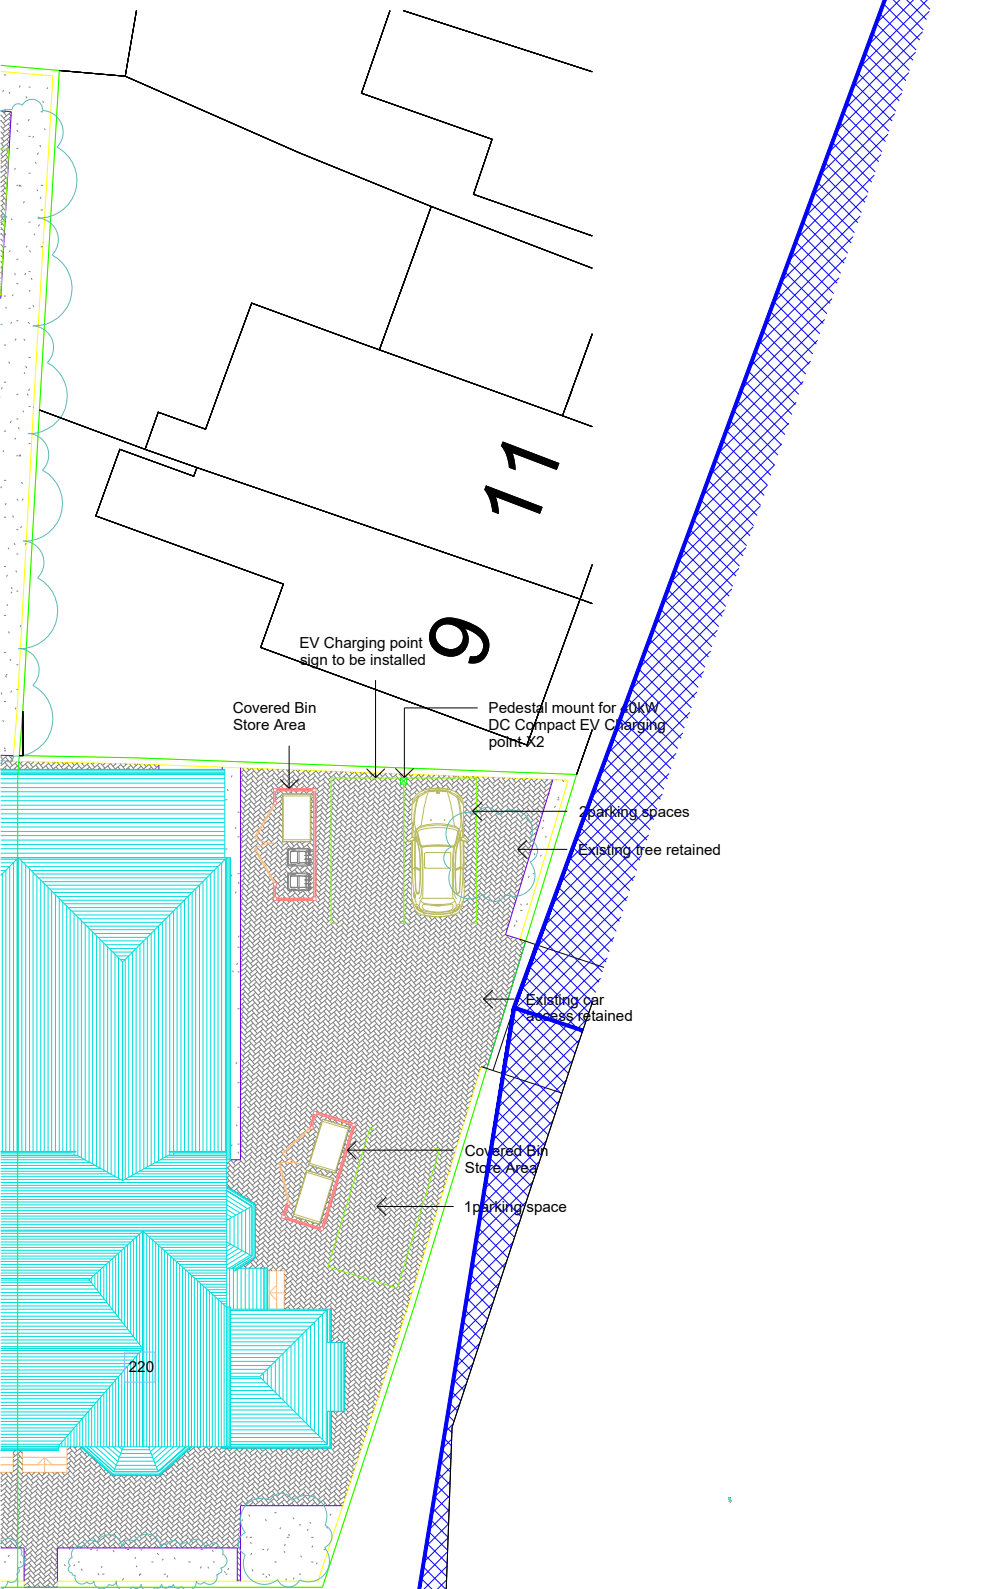 11
9
EV Charging point
sign to be installed
Covered Bin
Store Area
Pedestal mount for 40kW
DC Compact EV Charging
point X2
2parking spaces
Existing tree retained
Existing car
access retained
Covered Bin
Store Area
1parking space
220